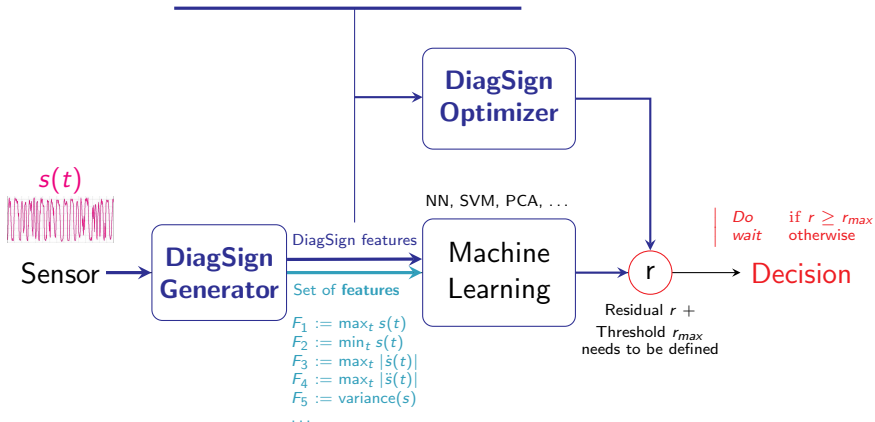 DiagSign
Optimizer
s(t)
NN, SVM, PCA, ...
Do if r ≥ r_max
wait otherwise
DiagSign features
Sensor
DiagSign
Generator
Machine
Learning
r
Decision
Set of features
Residual r +
Threshold r_max
needs to be defined
F_1 := max_t s(t)
F_2 := min_t s(t)
F_3 := max_t |ṡ(t)|
F_4 := max_t |s̈(t)|
F_5 := variance(s)
...